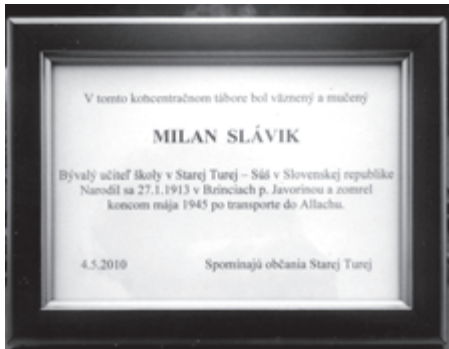 V tomto koncentračnom tábore bol väznený a mučený
MILAN SLÁVIK
Bývalý učiteľ školy v Starej Turej – Súš v Slovenskej republike
Narodil sa 27.1.1913 v Brinciach p. Javorinou a zomrel
koncom mája 1945 po transporte do Allachu.
4.5.2010 Spomínajú občania Starej Turej